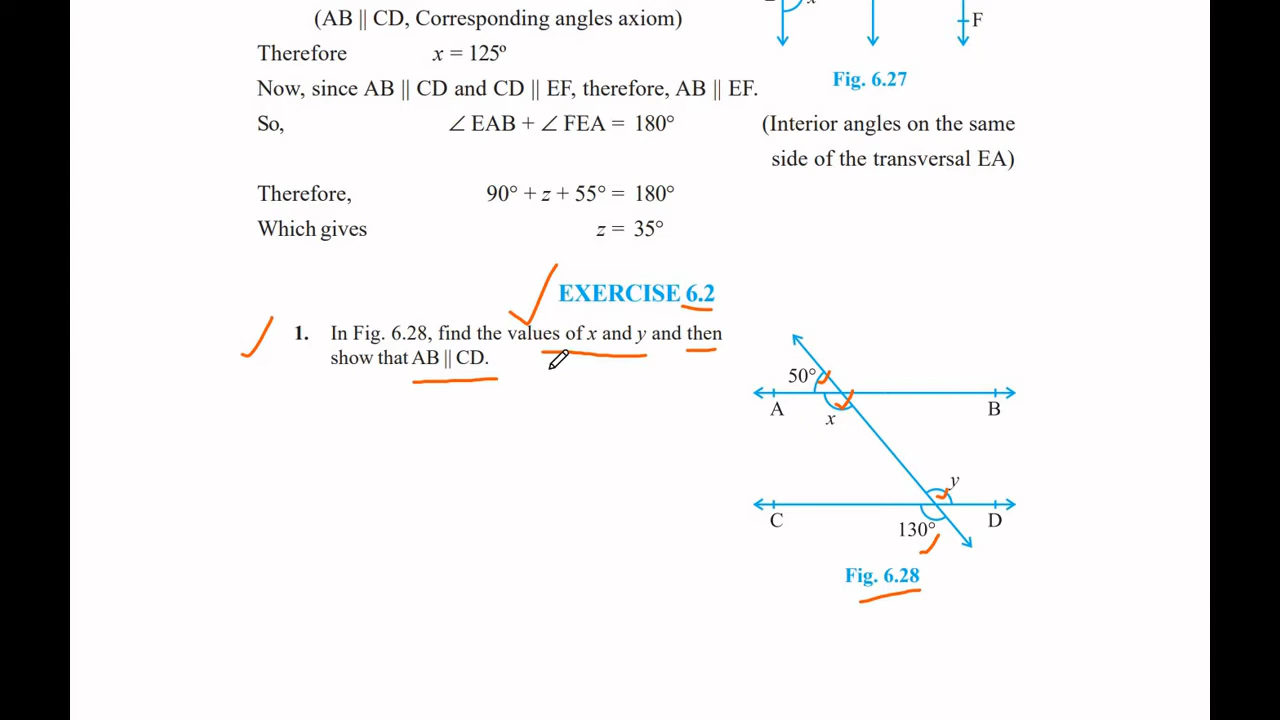 (AB || CD, Corresponding angles axiom)
x
F
Therefore x = 125º
Fig. 6.27
Now, since AB || CD and CD || EF, therefore, AB || EF.
So, ∠ EAB + ∠ FEA = 180° (Interior angles on the same
side of the transversal EA)
Therefore, 90° + z + 55° = 180°
Which gives z = 35°
EXERCISE 6.2
1. In Fig. 6.28, find the values of x and y and then
show that AB || CD.
50°
A
B
x
y
C
D
130°
Fig. 6.28